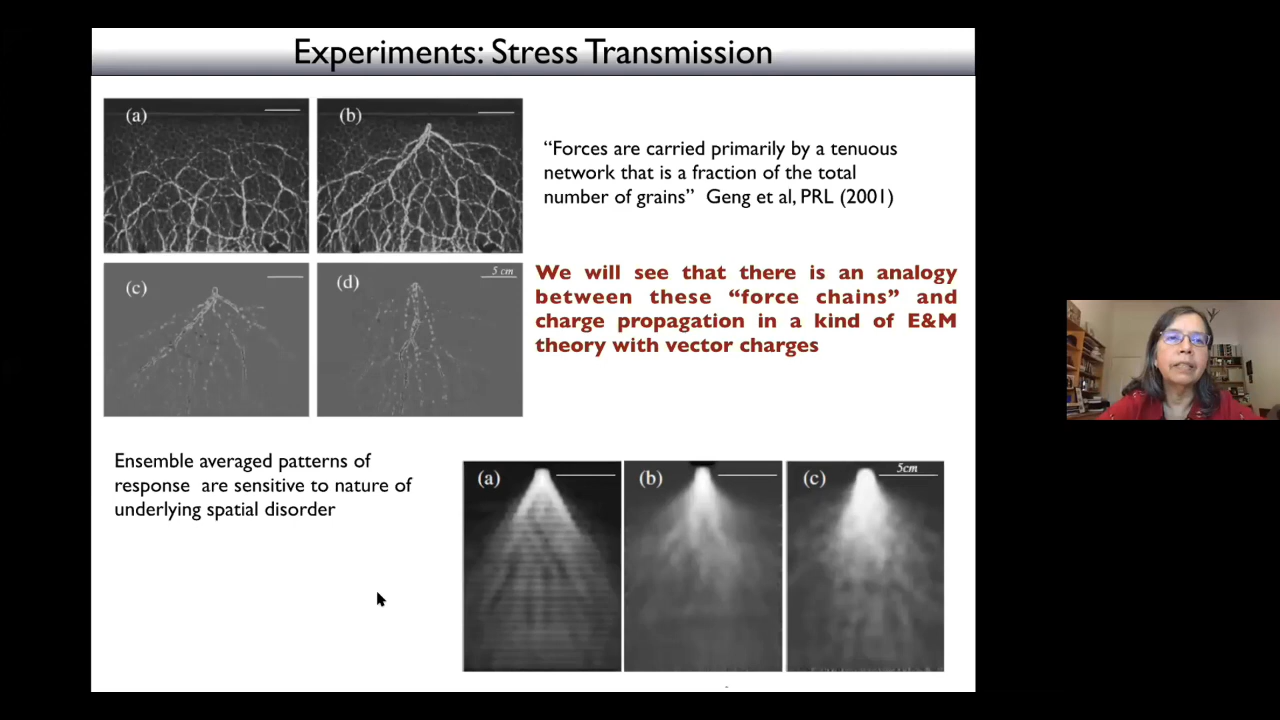 Experiments: Stress Transmission
(a)
(b)
(c)
(d)
5 cm
“Forces are carried primarily by a tenuous
network that is a fraction of the total
number of grains” Geng et al, PRL (2001)
We will see that there is an analogy
between these “force chains” and
charge propagation in a kind of E&M
theory with vector charges
Ensemble averaged patterns of
response are sensitive to nature of
underlying spatial disorder
(a)
(b)
(c)
5cm